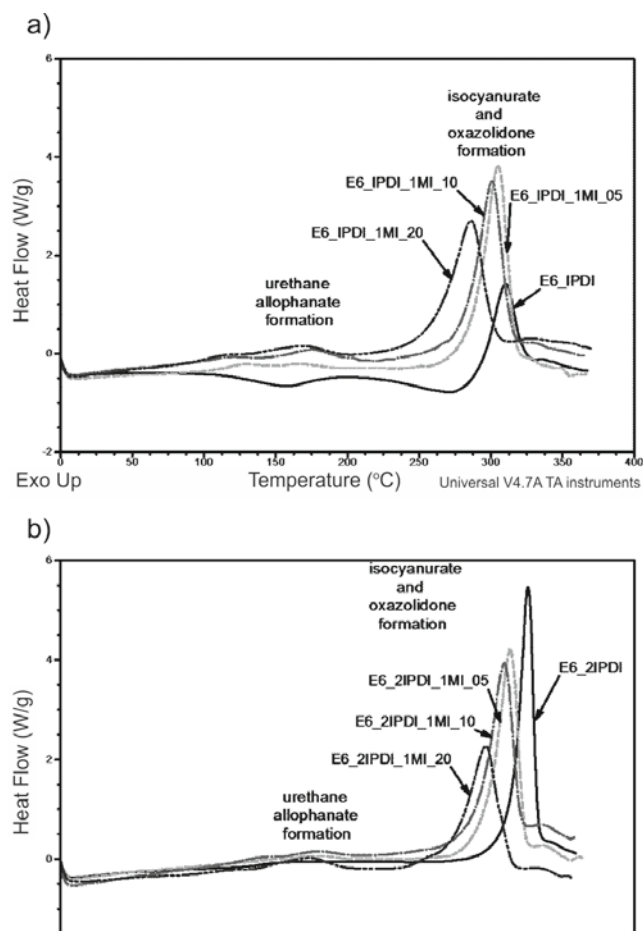 a)
6
4
2
0
-2
Heat Flow (W/g)
isocyanurate
and
oxazolidone
formation
E6_IPDI_1MI_10
E6_IPDI_1MI_05
E6_IPDI_1MI_20
E6_IPDI
urethane
allophanate
formation
0 50 100 150 200 250 300 350 400
Exo Up Temperature (°C) Universal V4.7A TA instruments
b)
6
4
2
0
Heat Flow (W/g)
isocyanurate
and
oxazolidone
formation
E6_2IPDI_1MI_05
E6_2IPDI
E6_2IPDI_1MI_10
E6_2IPDI_1MI_20
urethane
allophanate
formation